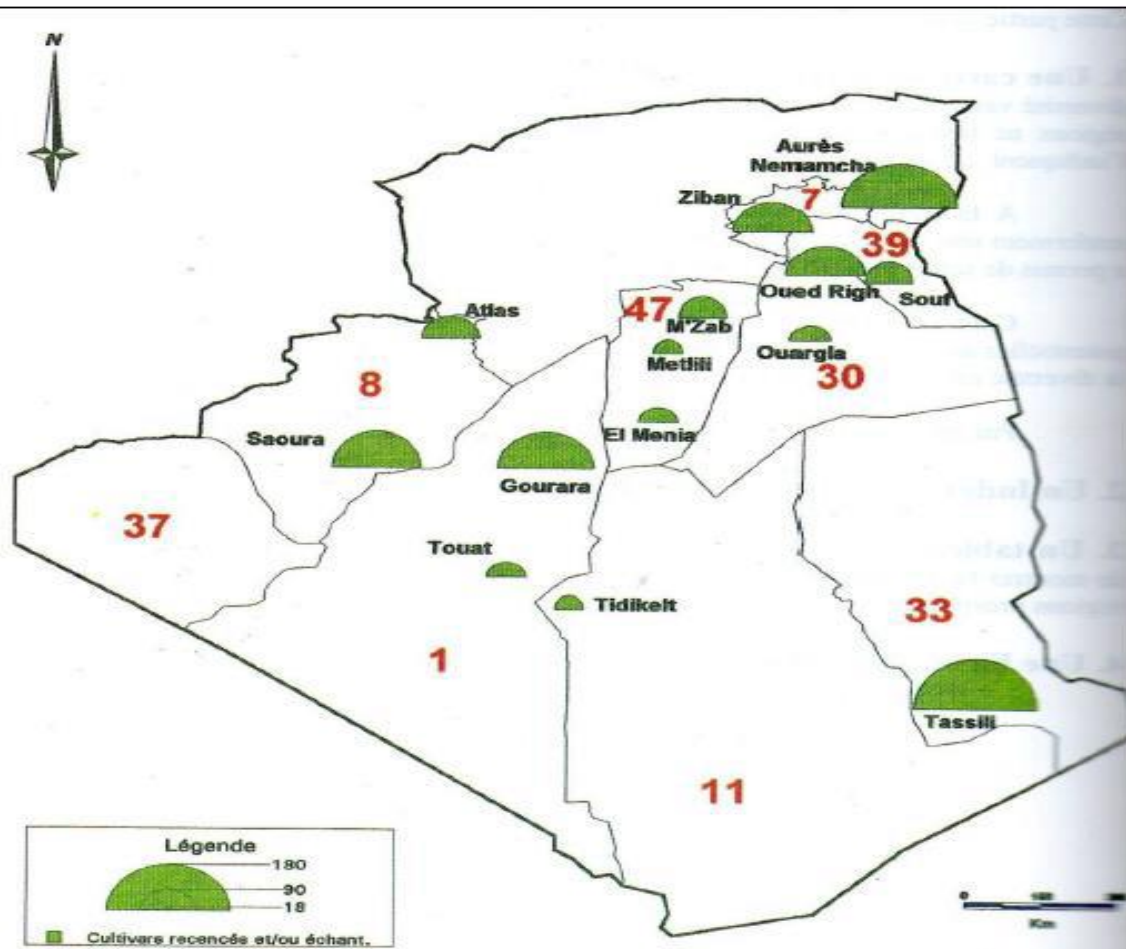 N
Aurès
Nemamcha
Ziban
7
39
Oued Righ
Souf
47
M'Zab
Atlas
Metlili
Ouargla
30
8
El Menia
Saoura
Gourara
37
Touat
Tidikelt
33
1
Tassili
11
Légende
180
90
18
Cultivars recencés et/ou échant.
0
Km